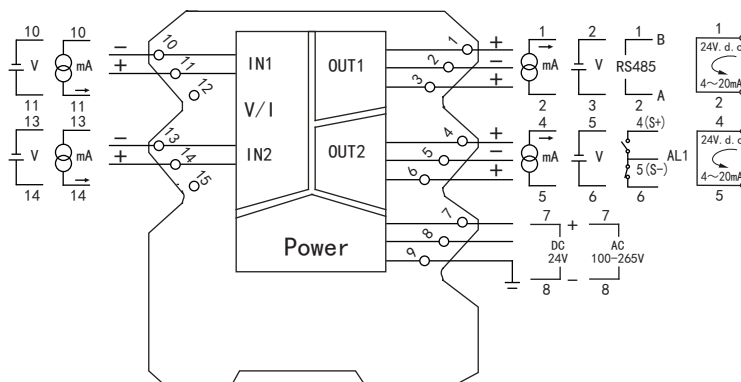 10 10 − 10 1 + 1 2 1 B 1
V mA + 11 IN1 OUT1 2 − mA V RS485 24V.d.c
12 3 + A 4~20mA
11 11 2 3 2 2
13 13 V/I 4 5 4(S+) 4
− 13 4 + 24V.d.c
V mA + 14 IN2 OUT2 5 − mA V 5(S-) AL1 4~20mA
14 14 15 6 + 5 6 6 5
7 7 + 7
Power 8 DC AC
24V 100-265V
9 8 − 8